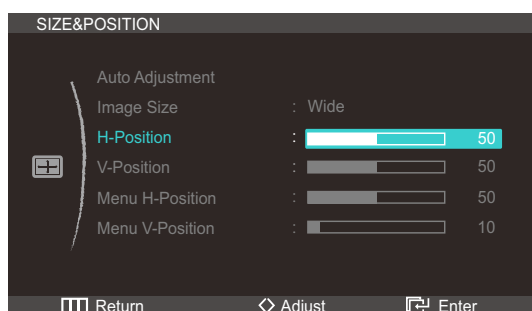 SIZE&POSITION
Auto Adjustment
Image Size : Wide
H-Position : 50
V-Position : 50
Menu H-Position : 50
Menu V-Position : 10
Return Adjust Enter